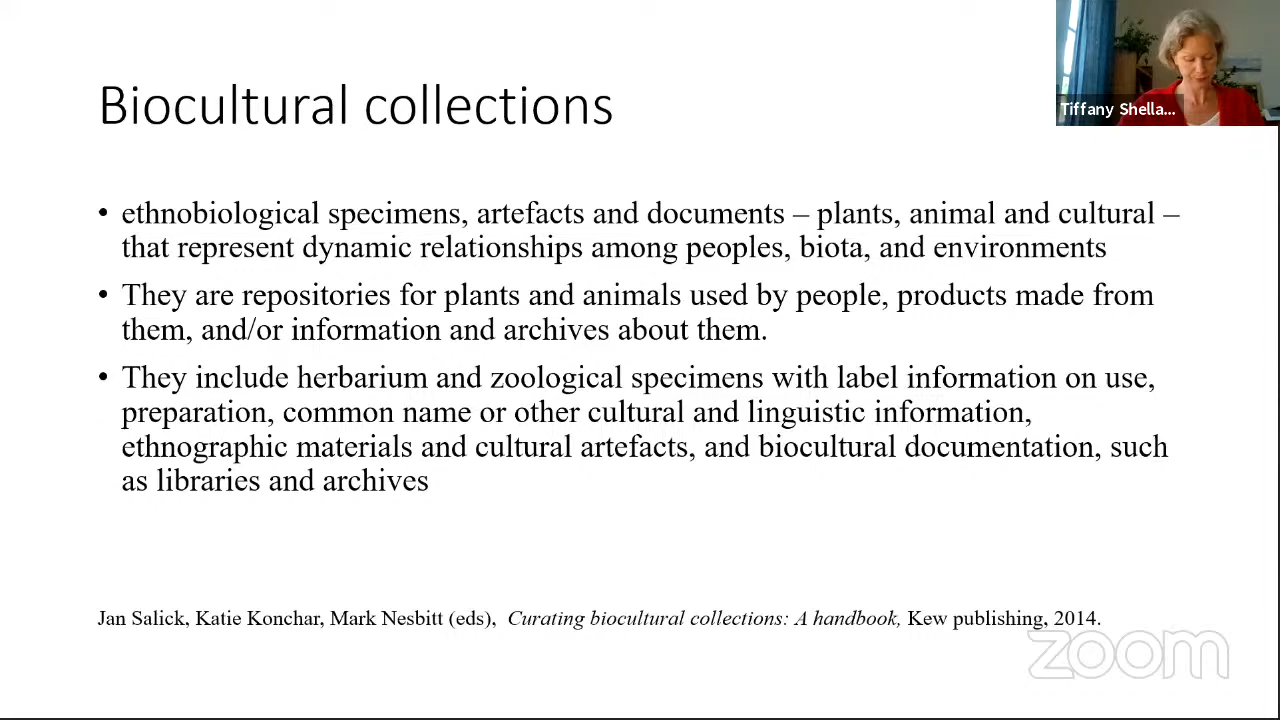 Biocultural collections
Tiffany Shella...
• ethnobiological specimens, artefacts and documents – plants, animal and cultural –
that represent dynamic relationships among peoples, biota, and environments
• They are repositories for plants and animals used by people, products made from
them, and/or information and archives about them.
• They include herbarium and zoological specimens with label information on use,
preparation, common name or other cultural and linguistic information,
ethnographic materials and cultural artefacts, and biocultural documentation, such
as libraries and archives
Jan Salick, Katie Konchar, Mark Nesbitt (eds), Curating biocultural collections: A handbook, Kew publishing, 2014.
zoom